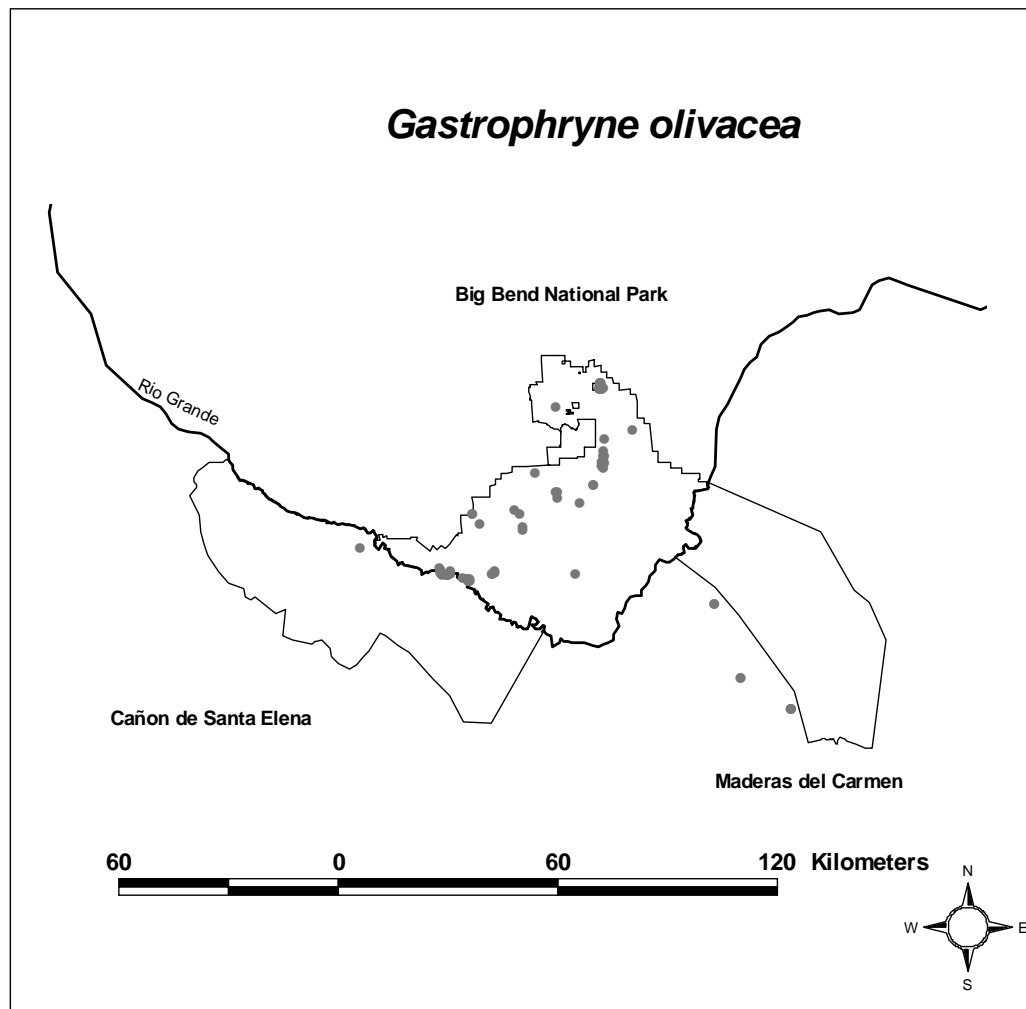 Gastrophryne olivacea
Big Bend National Park
Rio Grande
Cañon de Santa Elena
Maderas del Carmen
60 0 60 120 Kilometers
N
W E
S